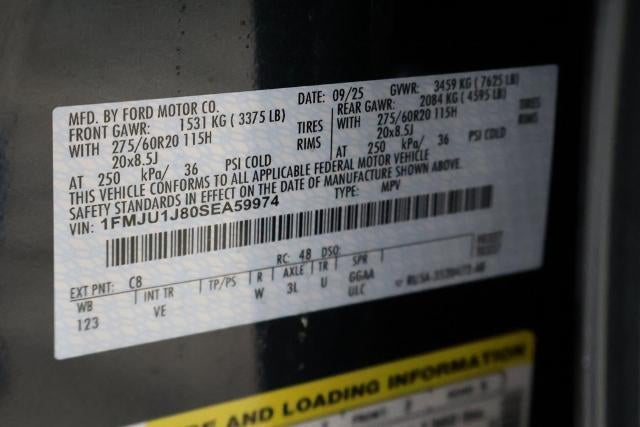 MFD. BY FORD MOTOR CO. DATE: 09/25 GVWR: 3459 KG (7625 LB)
FRONT GAWR: 1531 KG (3375 LB) REAR GAWR: 2084 KG (4595 LB)
WITH 275/60R20 115H TIRES WITH 275/60R20 115H TIRES
20x8.5J RIMS 20x8.5J RIMS
AT 250 kPa/ 36 PSI COLD AT 250 kPa/ 36 PSI COLD
THIS VEHICLE CONFORMS TO ALL APPLICABLE FEDERAL MOTOR VEHICLE
SAFETY STANDARDS IN EFFECT ON THE DATE OF MANUFACTURE SHOWN ABOVE.
VIN: 1FMJU1J80SEA59974 TYPE: MPV
EXT PNT: C8 RC: 48 DSO:
WB INT TR TP/PS R AXLE TR SPR
123 VE W 3L U GGAA
ULC
AND LOADING INFORMATION